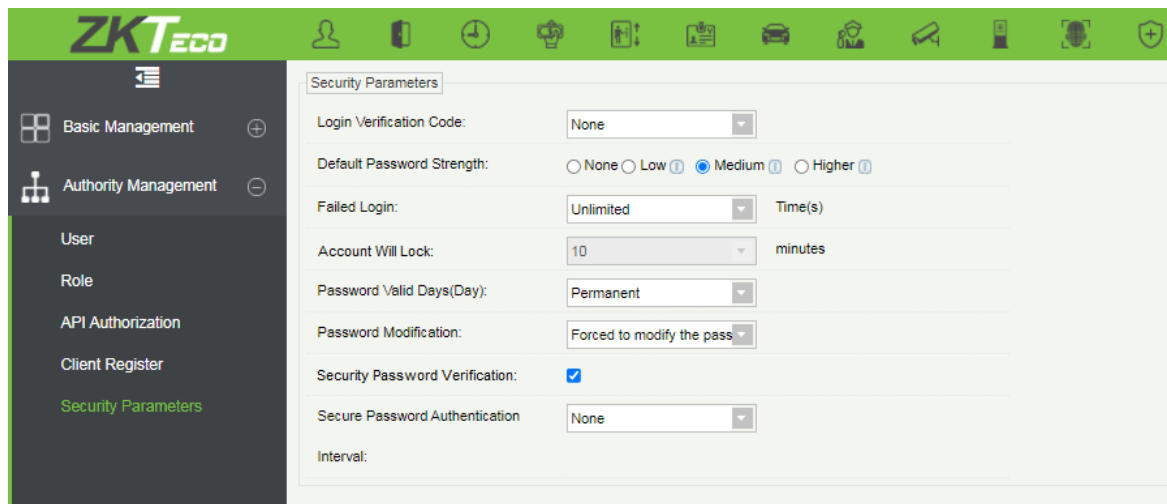 ZKTECO
Basic Management
Authority Management
User
Role
API Authorization
Client Register
Security Parameters
Security Parameters
Login Verification Code: None
Default Password Strength: None Low Medium Higher
Failed Login: Unlimited Time(s)
Account Will Lock: 10 minutes
Password Valid Days(Day): Permanent
Password Modification: Forced to modify the pass
Security Password Verification:
Secure Password Authentication None
Interval: